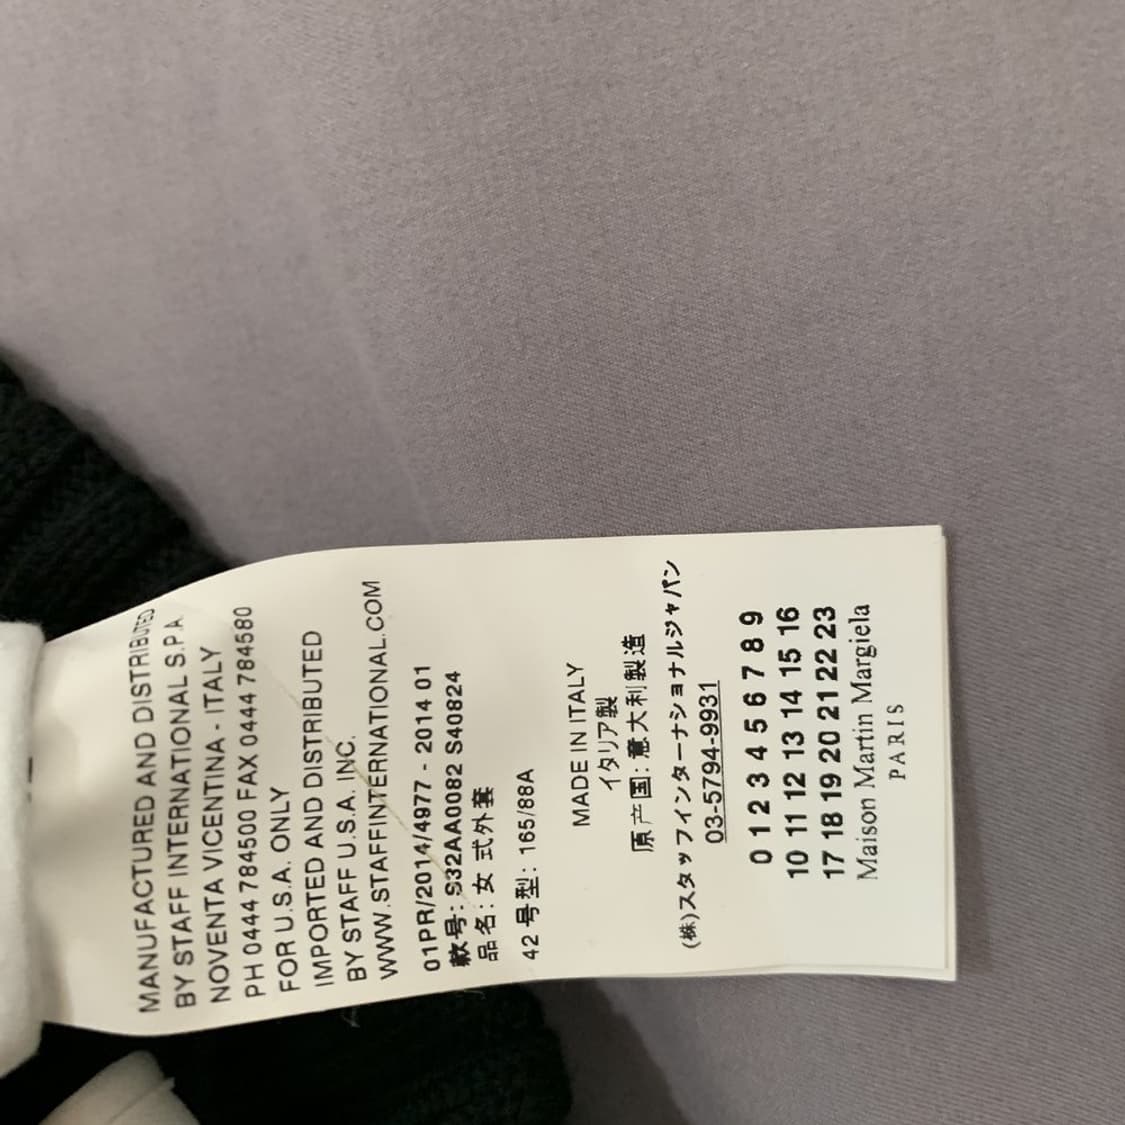 MANUFACTURED AND DISTRIBUTED
BY STAFF INTERNATIONAL S.P.A.
NOVENTA VICENTINA - ITALY
PH 0444 784500 FAX 0444 784580
FOR U.S.A. ONLY
IMPORTED AND DISTRIBUTED
BY STAFF U.S.A. INC.
WWW.STAFFINTERNATIONAL.COM
01PR/2014/4977 - 2014 01
款号: S32AA0082 S40824
品名: 女式外套
42 号型: 165/88A
MADE IN ITALY
イタリア製
原产国: 意大利製造
(株)スタッフインターナショナルジャパン
03-5794-9931
0 1 2 3 4 5 6 7 8 9
10 11 12 13 14 15 16
17 18 19 20 21 22 23
Maison Martin Margiela
PARIS